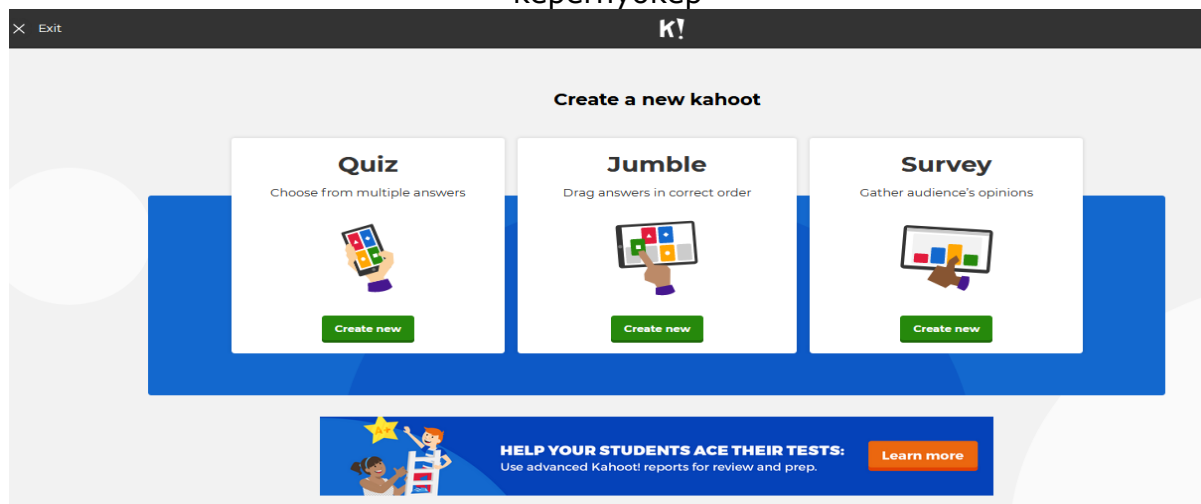 képernyőkép
Exit
K!
Create a new kahoot
Quiz
Choose from multiple answers
Create new
Jumble
Drag answers in correct order
Create new
Survey
Gather audience's opinions
Create new
A+
HELP YOUR STUDENTS ACE THEIR TESTS:
Use advanced Kahoot! reports for review and prep.
Learn more